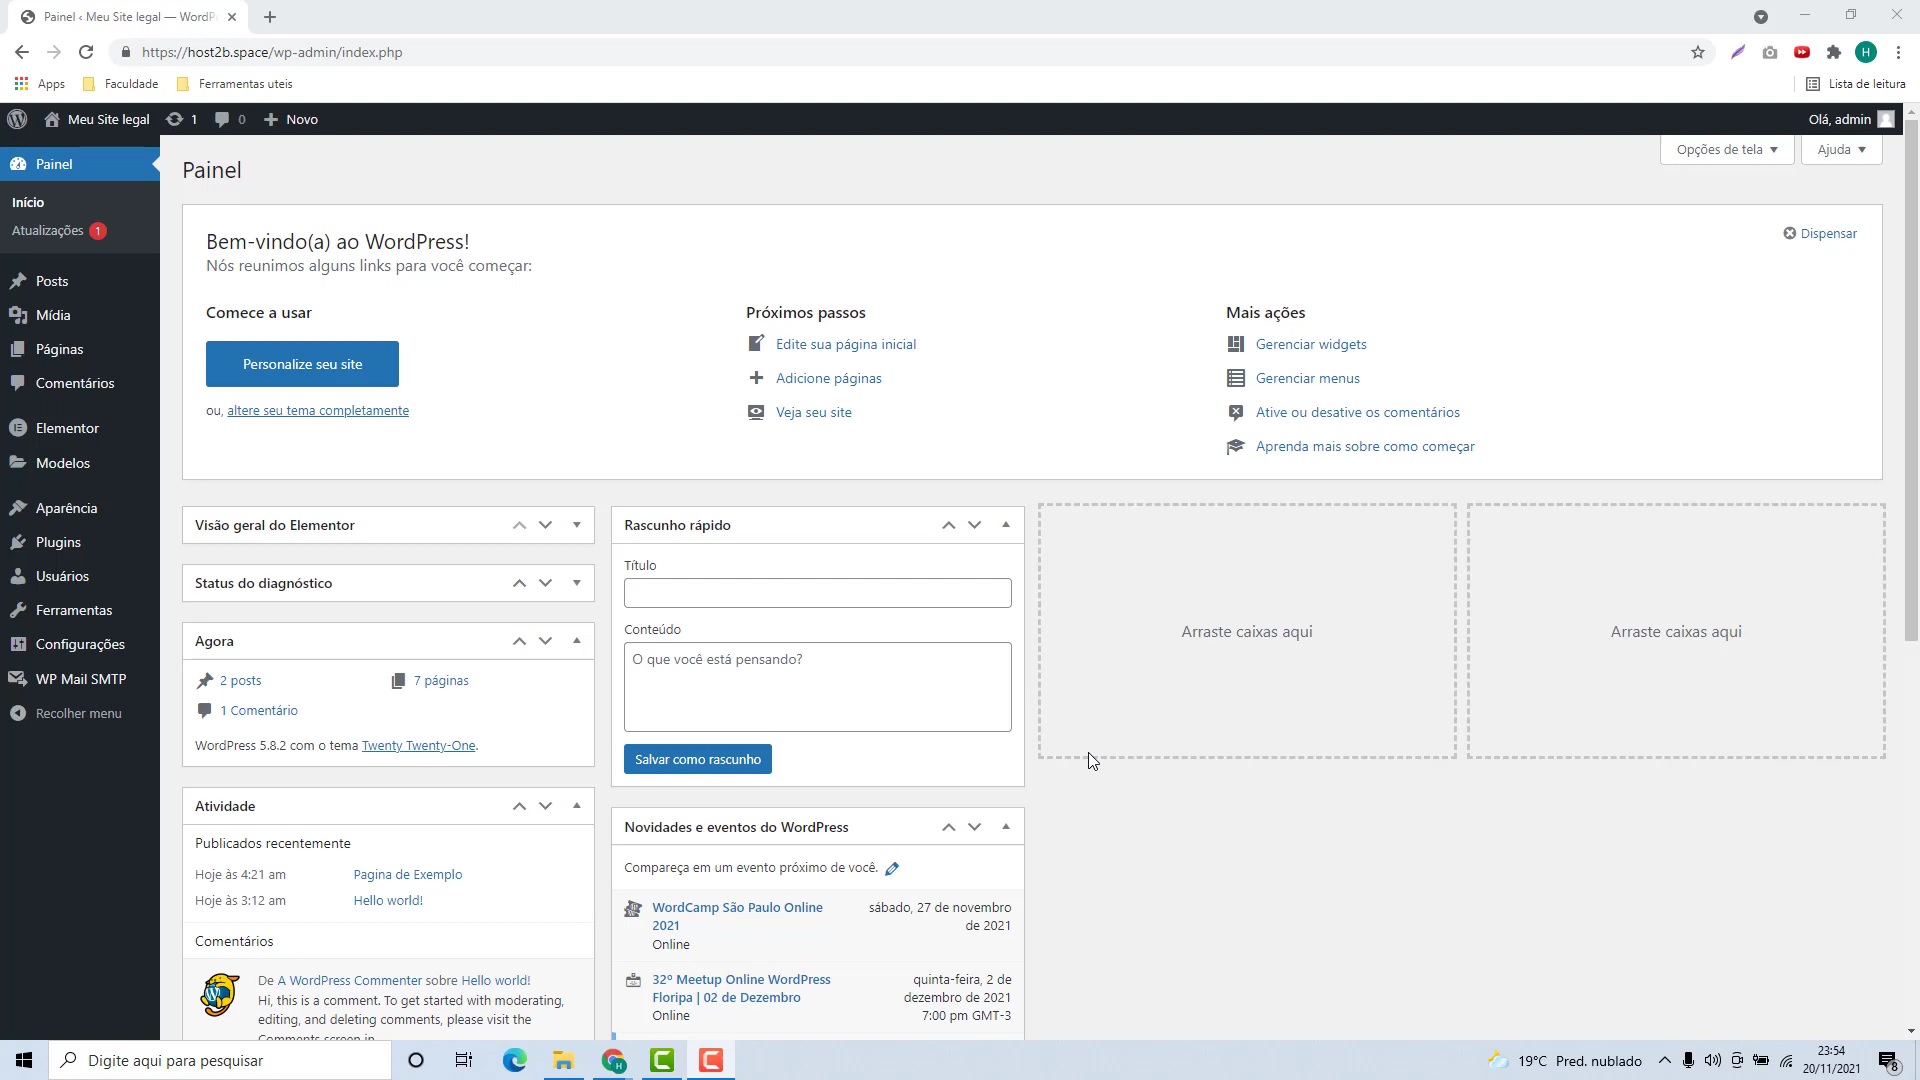 Painel ‹ Meu Site legal — WordP
https://host2b.space/wp-admin/index.php
H
Apps
Faculdade
Ferramentas uteis
Lista de leitura
Meu Site legal
1
0
Novo
Olá, admin
Painel
Início
Atualizações 1
Posts
Mídia
Páginas
Comentários
Elementor
Modelos
Aparência
Plugins
Usuários
Ferramentas
Configurações
WP Mail SMTP
Recolher menu
Painel
Opções de tela
Ajuda
Bem-vindo(a) ao WordPress!
Nós reunimos alguns links para você começar:
Dispensar
Comece a usar
Personalize seu site
ou, altere seu tema completamente
Próximos passos
Edite sua página inicial
Adicione páginas
Veja seu site
Mais ações
Gerenciar widgets
Gerenciar menus
Ative ou desative os comentários
Aprenda mais sobre como começar
Visão geral do Elementor
Status do diagnóstico
Agora
2 posts
7 páginas
1 Comentário
WordPress 5.8.2 com o tema Twenty Twenty-One.
Atividade
Publicados recentemente
Hoje às 4:21 am Pagina de Exemplo
Hoje às 3:12 am Hello world!
Comentários
De A WordPress Commenter sobre Hello world!
Hi, this is a comment. To get started with moderating,
editing, and deleting comments, please visit the
Comments screen in
Rascunho rápido
Título
Conteúdo
O que você está pensando?
Salvar como rascunho
Novidades e eventos do WordPress
Compareça em um evento próximo de você.
WordCamp São Paulo Online
2021
Online
sábado, 27 de novembro
de 2021
32º Meetup Online WordPress
Floripa | 02 de Dezembro
Online
quinta-feira, 2 de
dezembro de 2021
7:00 pm GMT-3
Arraste caixas aqui
Arraste caixas aqui
Digite aqui para pesquisar
19°C Pred. nublado
23:54
20/11/2021
8